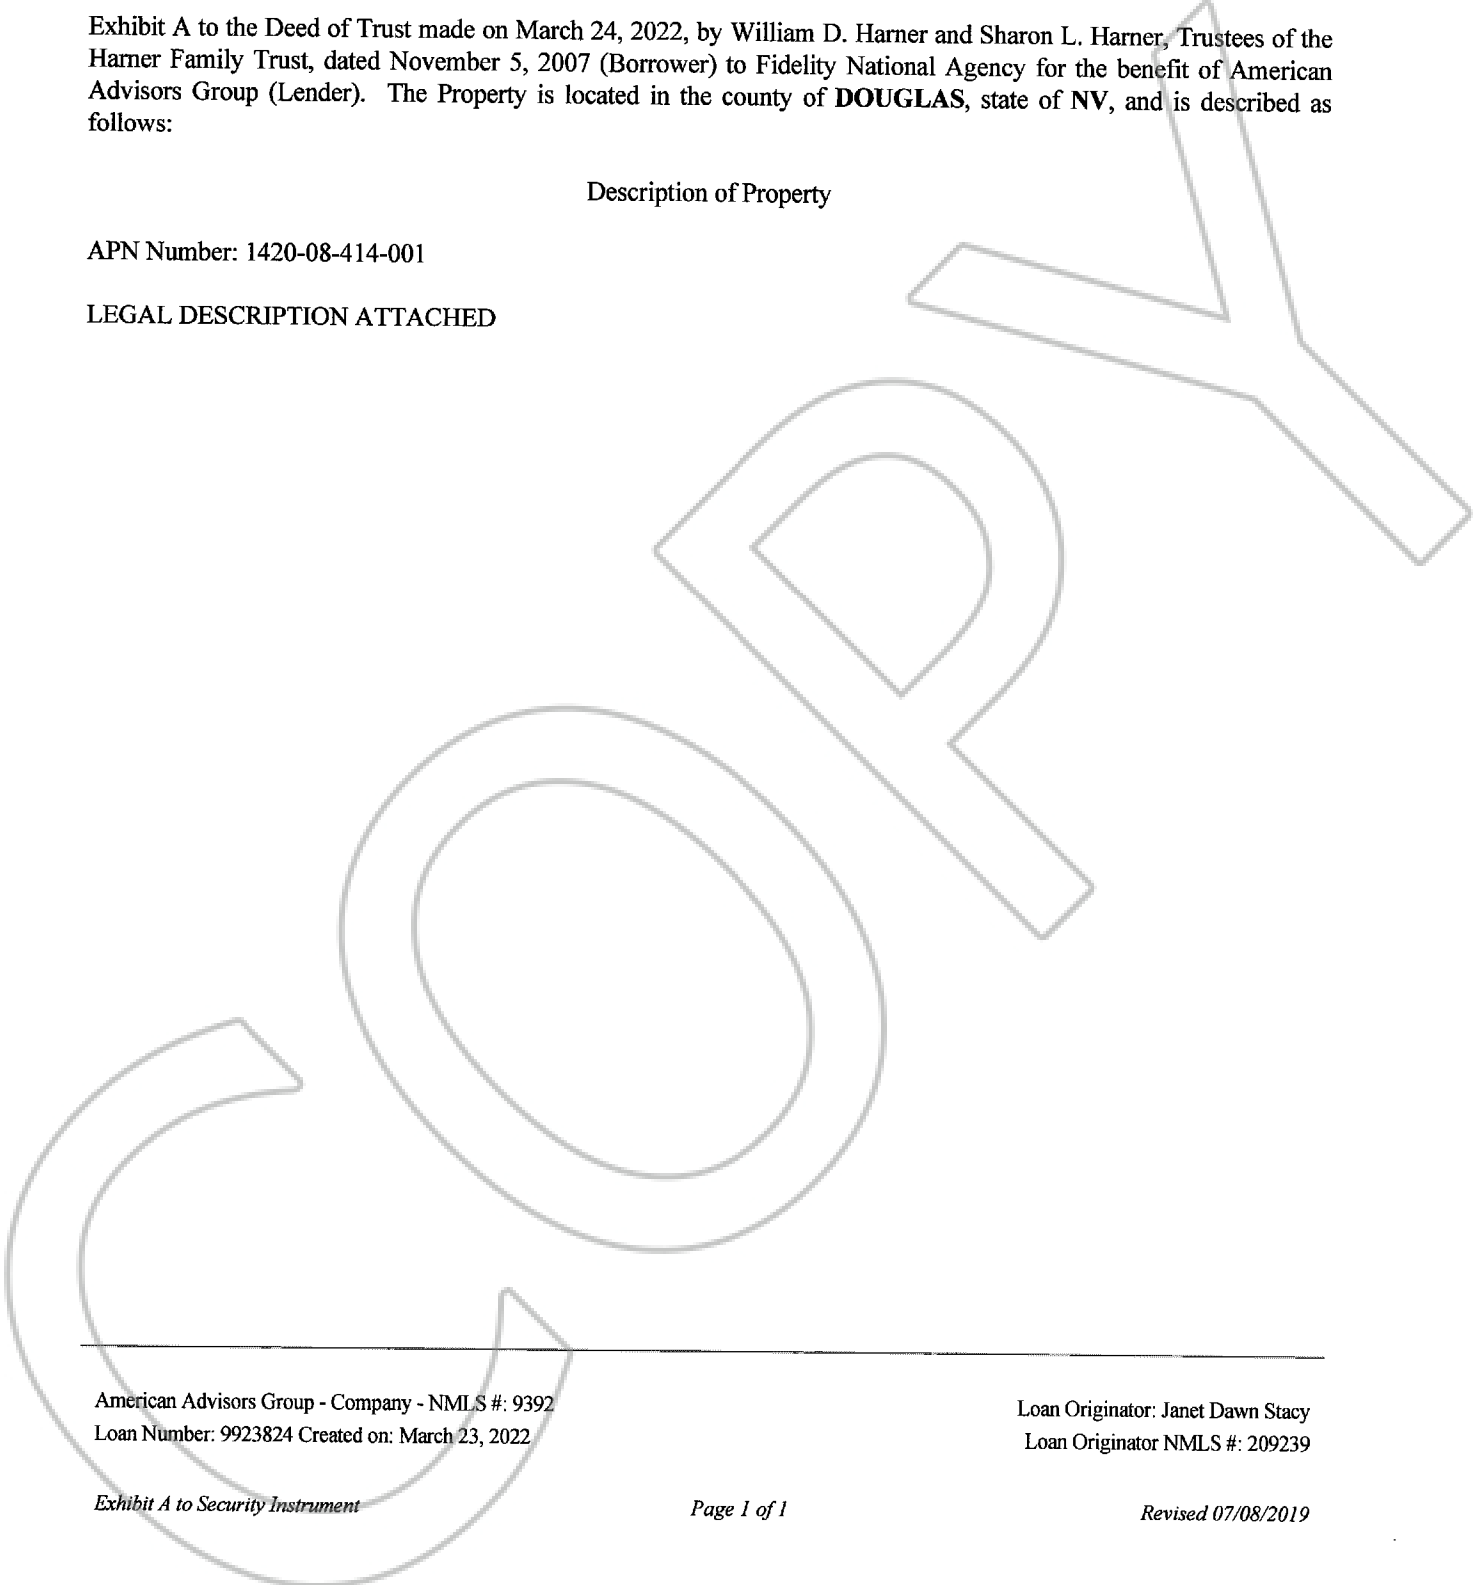 Exhibit A to the Deed of Trust made on March 24, 2022, by William D. Harner and Sharon L. Harner, Trustees of the
Harner Family Trust, dated November 5, 2007 (Borrower) to Fidelity National Agency for the benefit of American
Advisors Group (Lender). The Property is located in the county of DOUGLAS, state of NV, and is described as
follows:
Description of Property
APN Number: 1420-08-414-001
LEGAL DESCRIPTION ATTACHED
COPY
American Advisors Group - Company - NMLS #: 9392
Loan Number: 9923824 Created on: March 23, 2022
Loan Originator: Janet Dawn Stacy
Loan Originator NMLS #: 209239
Exhibit A to Security Instrument
Page 1 of 1
Revised 07/08/2019